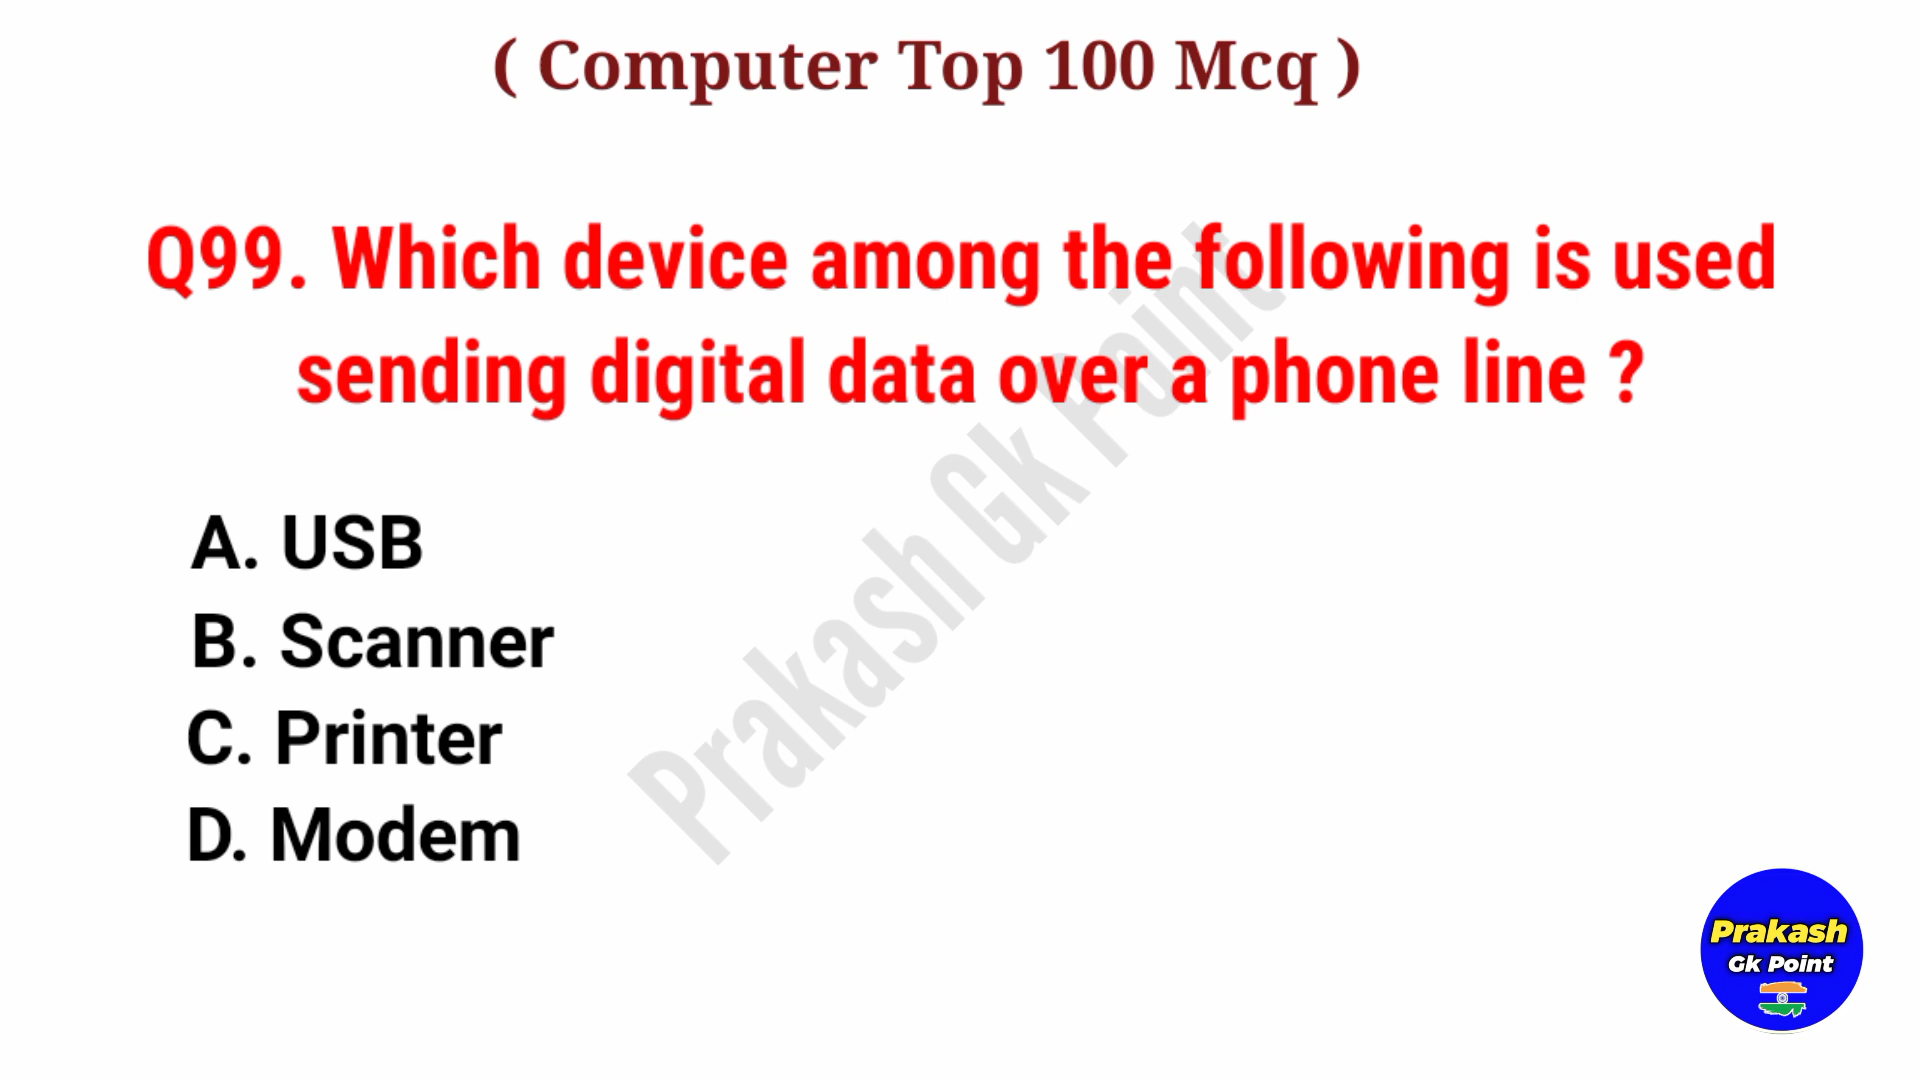 ( Computer Top 100 Mcq )
Q99. Which device among the following is used
sending digital data over a phone line ?
A. USB
B. Scanner
C. Printer
D. Modem
Prakash Gk Point
Prakash
Gk Point